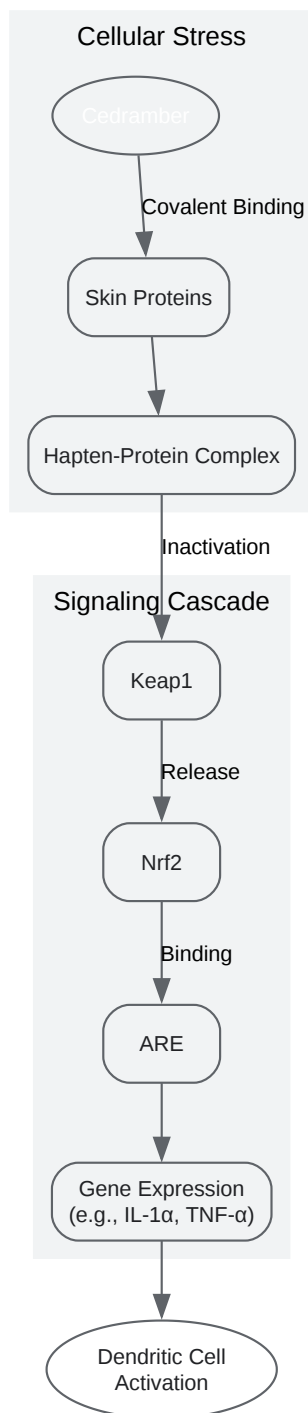 Cellular Stress
Cedramber
Covalent Binding
Skin Proteins
Hapten-Protein Complex
Inactivation
Signaling Cascade
Keap1
Release
Nrf2
Binding
ARE
Gene Expression
(e.g., IL-1α, TNF-α)
Dendritic Cell
Activation